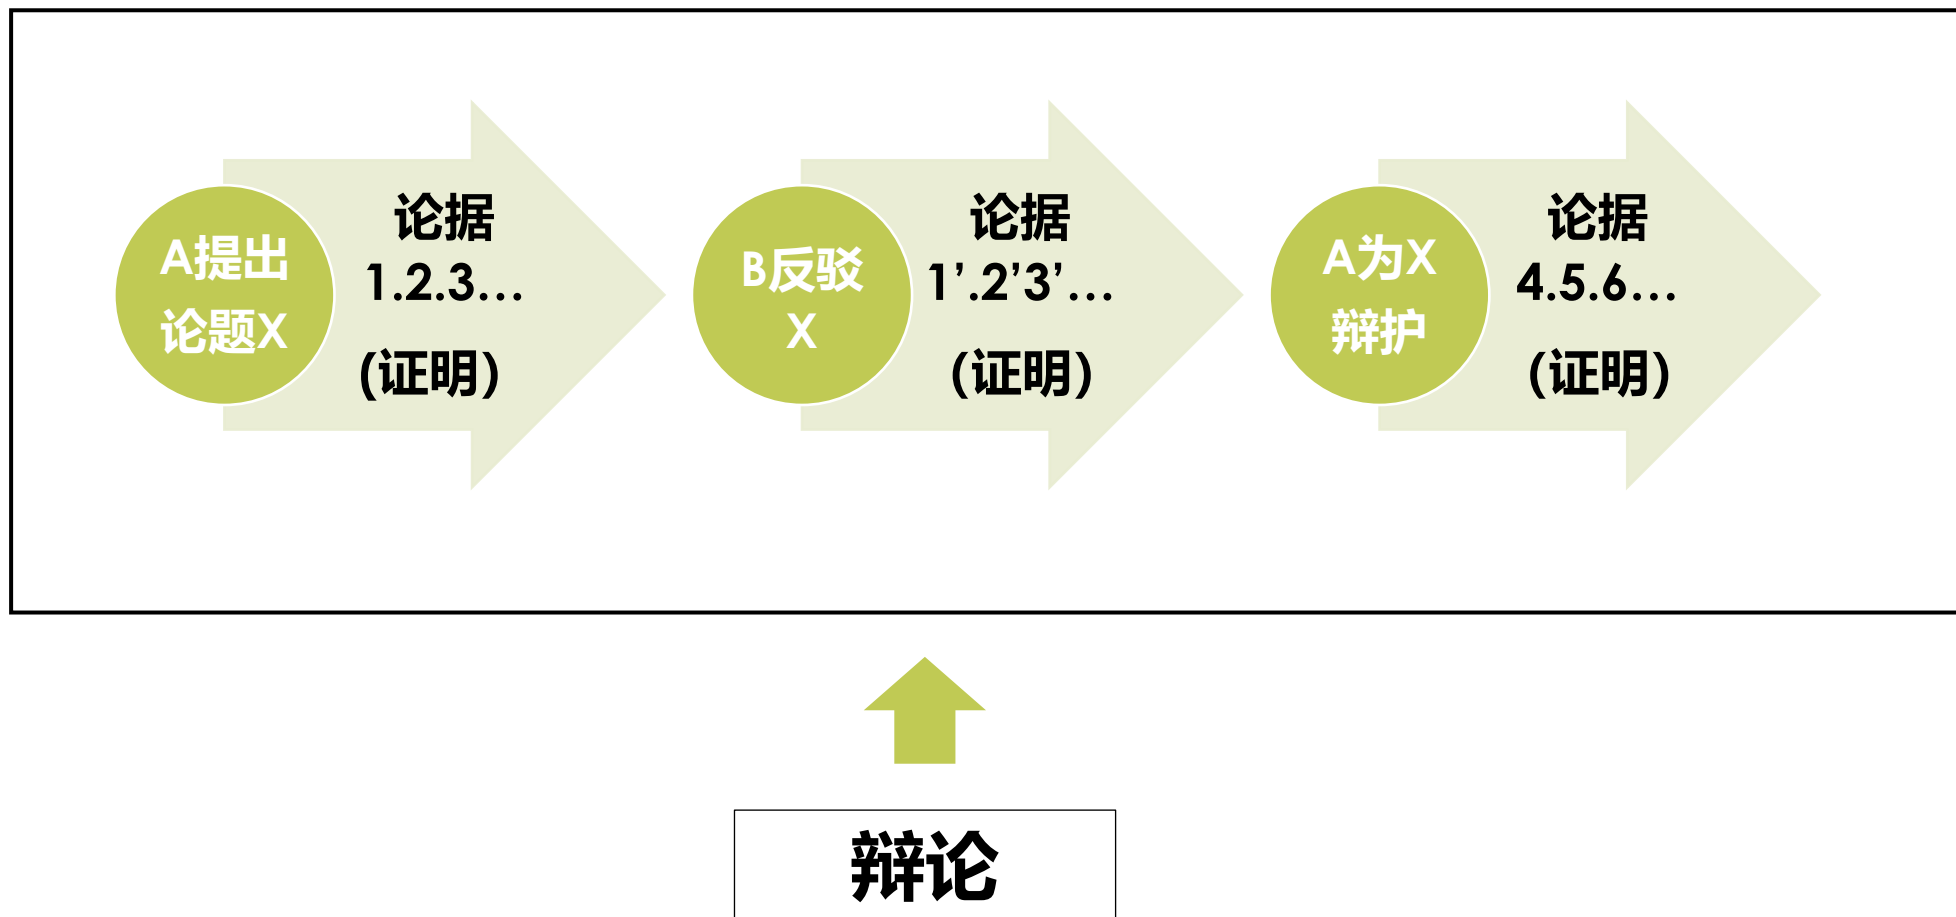 A提出
论题X
论据
1.2.3…
(证明)
B反驳
X
论据
1’.2’3’…
(证明)
A为X
辩护
论据
4.5.6…
(证明)
辩论